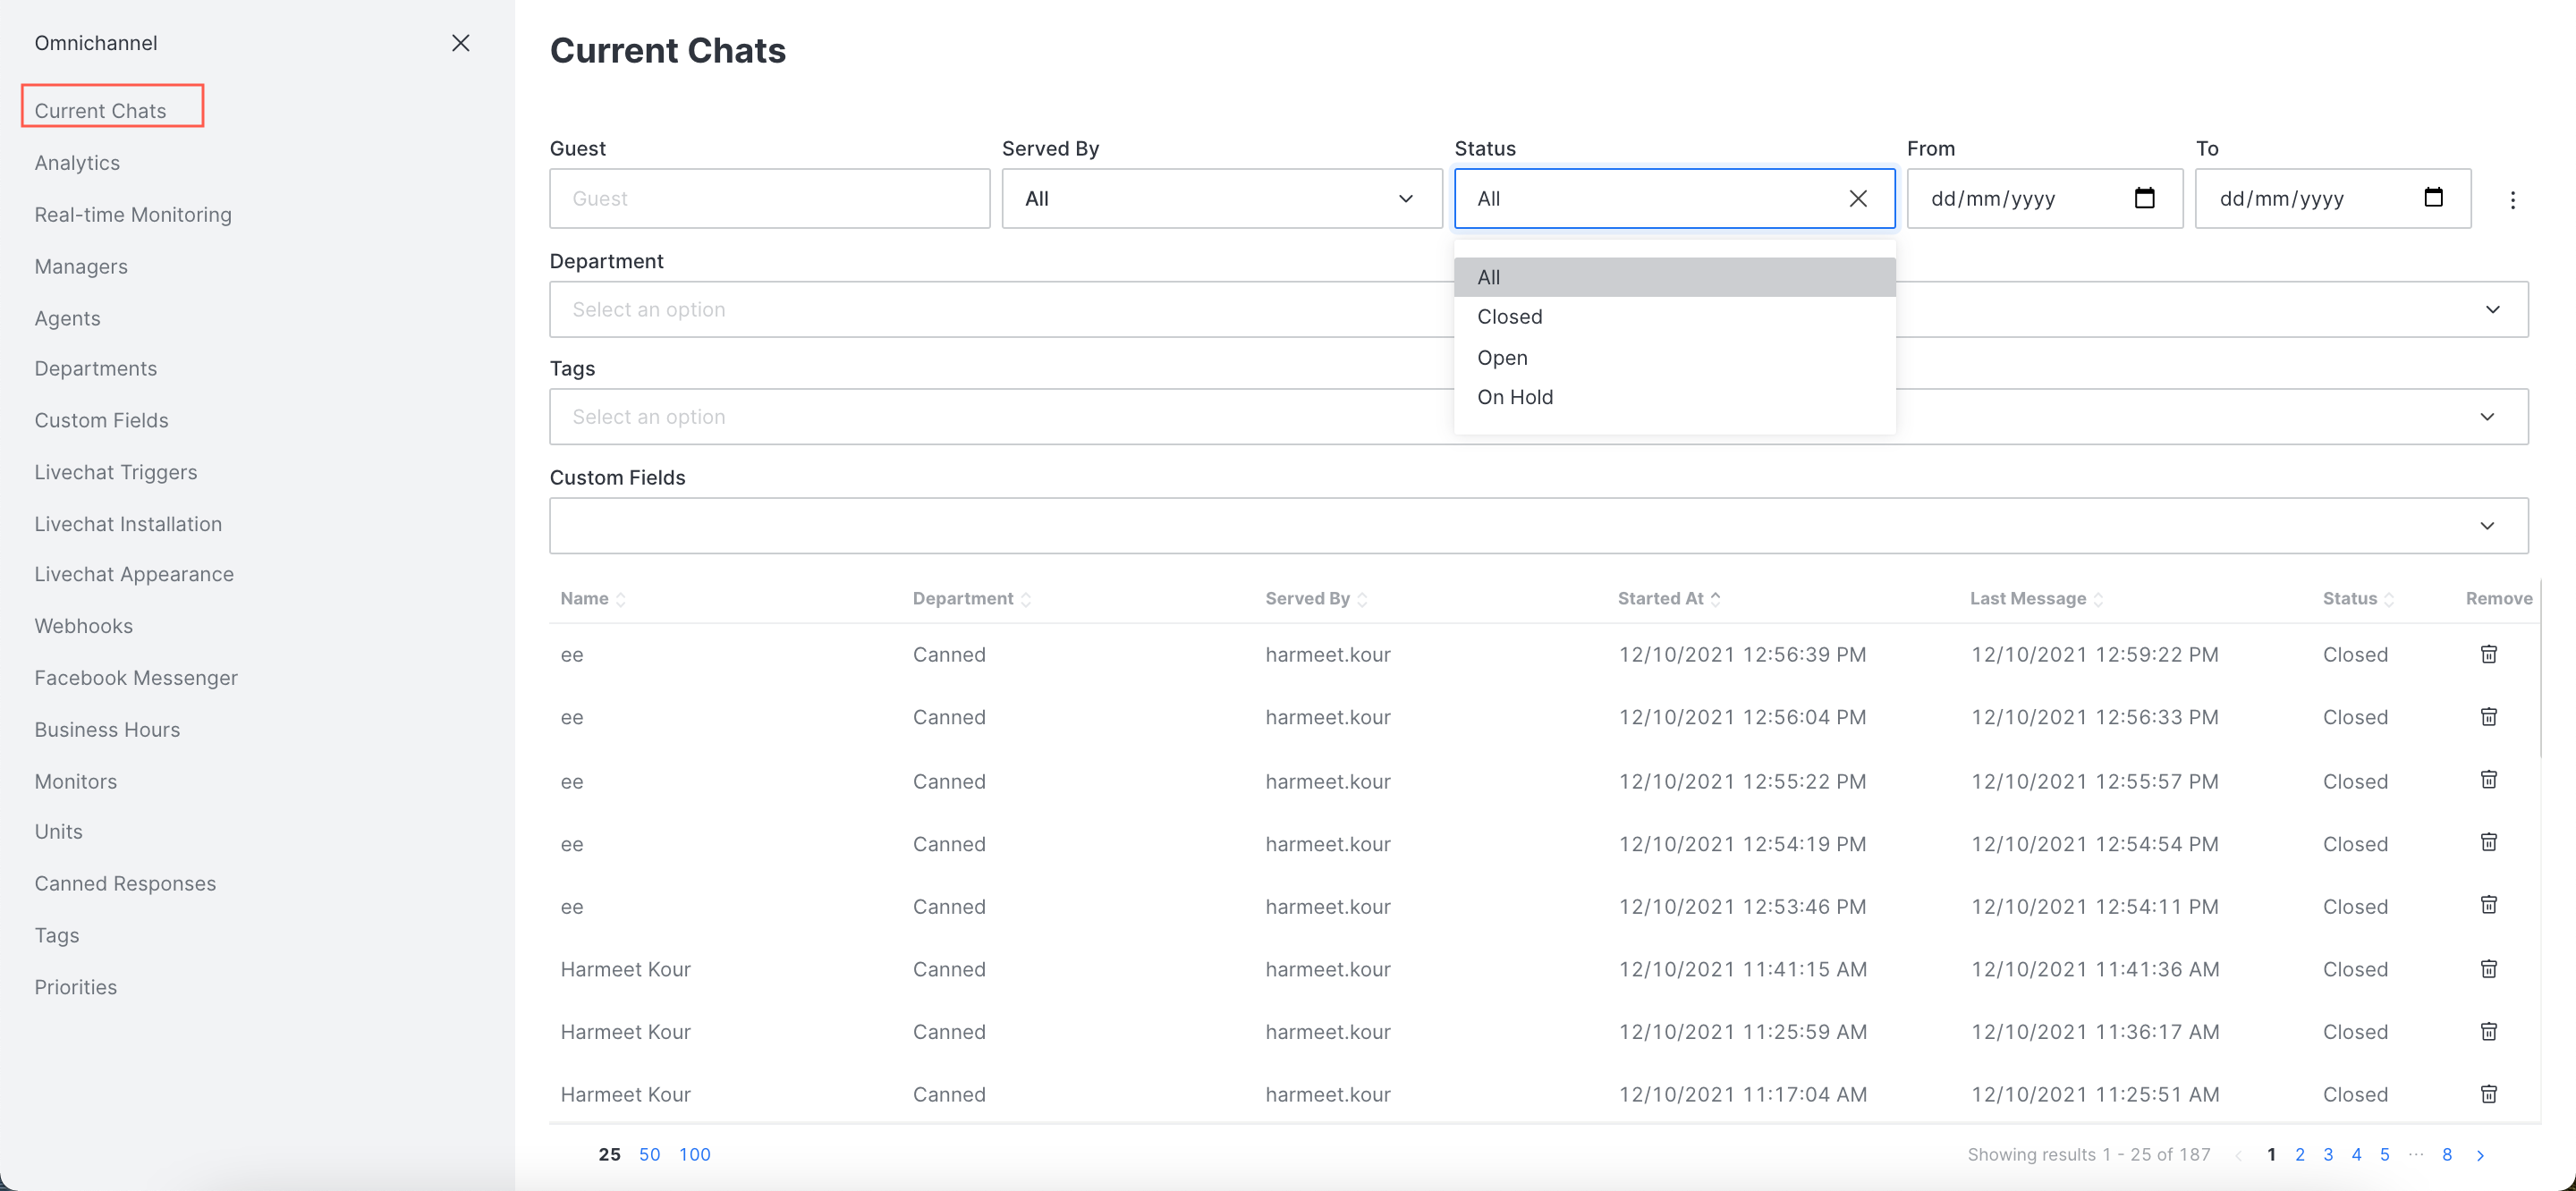 Omnichannel
Current Chats
Analytics
Real-time Monitoring
Managers
Agents
Departments
Custom Fields
Livechat Triggers
Livechat Installation
Livechat Appearance
Webhooks
Facebook Messenger
Business Hours
Monitors
Units
Canned Responses
Tags
Priorities
Current Chats
Guest Served By Status From To
Guest All All dd/mm/yyyy dd/mm/yyyy
Department
Select an option
All
Closed
Open
On Hold
Tags
Select an option
Custom Fields
Name Department Served By Started At Last Message Status Remove
ee Canned harmeet.kour 12/10/2021 12:56:39 PM 12/10/2021 12:59:22 PM Closed
ee Canned harmeet.kour 12/10/2021 12:56:04 PM 12/10/2021 12:56:33 PM Closed
ee Canned harmeet.kour 12/10/2021 12:55:22 PM 12/10/2021 12:55:57 PM Closed
ee Canned harmeet.kour 12/10/2021 12:54:19 PM 12/10/2021 12:54:54 PM Closed
ee Canned harmeet.kour 12/10/2021 12:53:46 PM 12/10/2021 12:54:11 PM Closed
Harmeet Kour Canned harmeet.kour 12/10/2021 11:41:15 AM 12/10/2021 11:41:36 AM Closed
Harmeet Kour Canned harmeet.kour 12/10/2021 11:25:59 AM 12/10/2021 11:36:17 AM Closed
Harmeet Kour Canned harmeet.kour 12/10/2021 11:17:04 AM 12/10/2021 11:25:51 AM Closed
25 50 100 Showing results 1 - 25 of 187 1 2 3 4 5 ··· 8